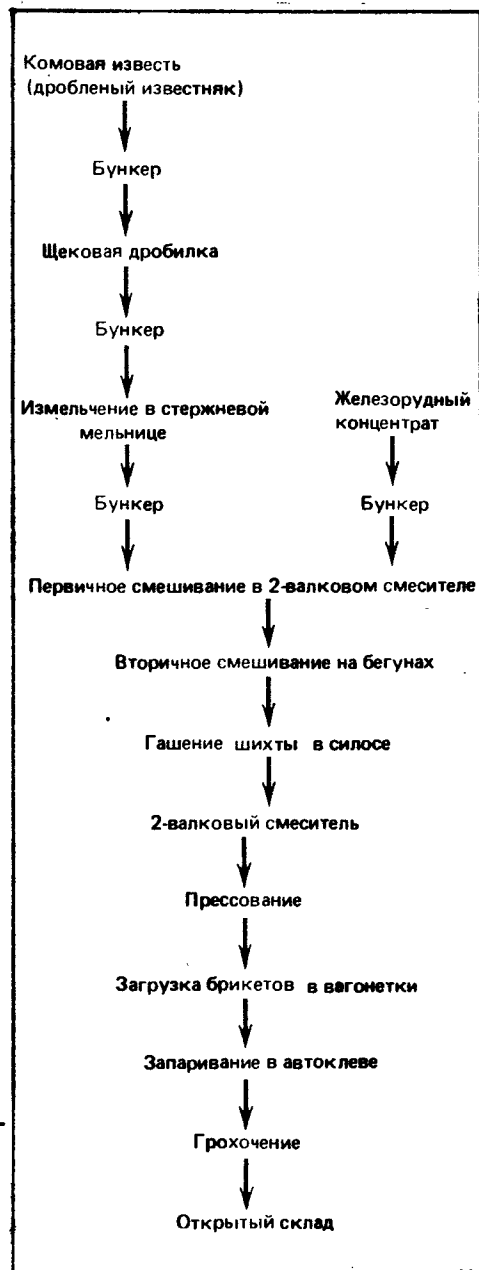 Комовая известь
(дробленый известняк)
Бункер
Щековая дробилка
Бункер
Измельчение в стержневой
мельнице
Железорудный
концентрат
Бункер
Бункер
Первичное смешивание в 2-валковом смесителе
Вторичное смешивание на бегунах
Гашение шихты в силосе
2-валковый смеситель
Прессование
Загрузка брикетов в вагонетки
Запаривание в автоклеве
Грохочение
Открытый склад